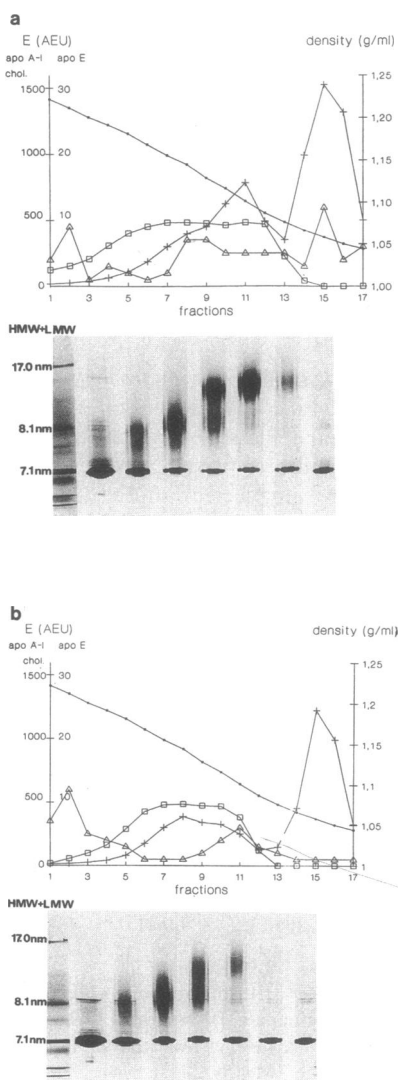 a
E (AEU) density (g/ml)
apo A-I apo E
chol.
1500 30 1,25
1,20
1000 20
1,15
500 10 1,10
1,05
0 1,00
1 3 5 7 9 11 13 15 17
fractions
HMW+LMW
17.0 nm
8.1nm
7.1nm
b
E (AEU) density (g/ml)
apo A-I apo E
chol.
1500 30 1,25
1,2
1000 20
1,15
500 10 1,1
1,05
0 1
1 3 5 7 9 11 13 15 17
fractions
HMW+LMW
17.0nm
8.1nm
7.1nm